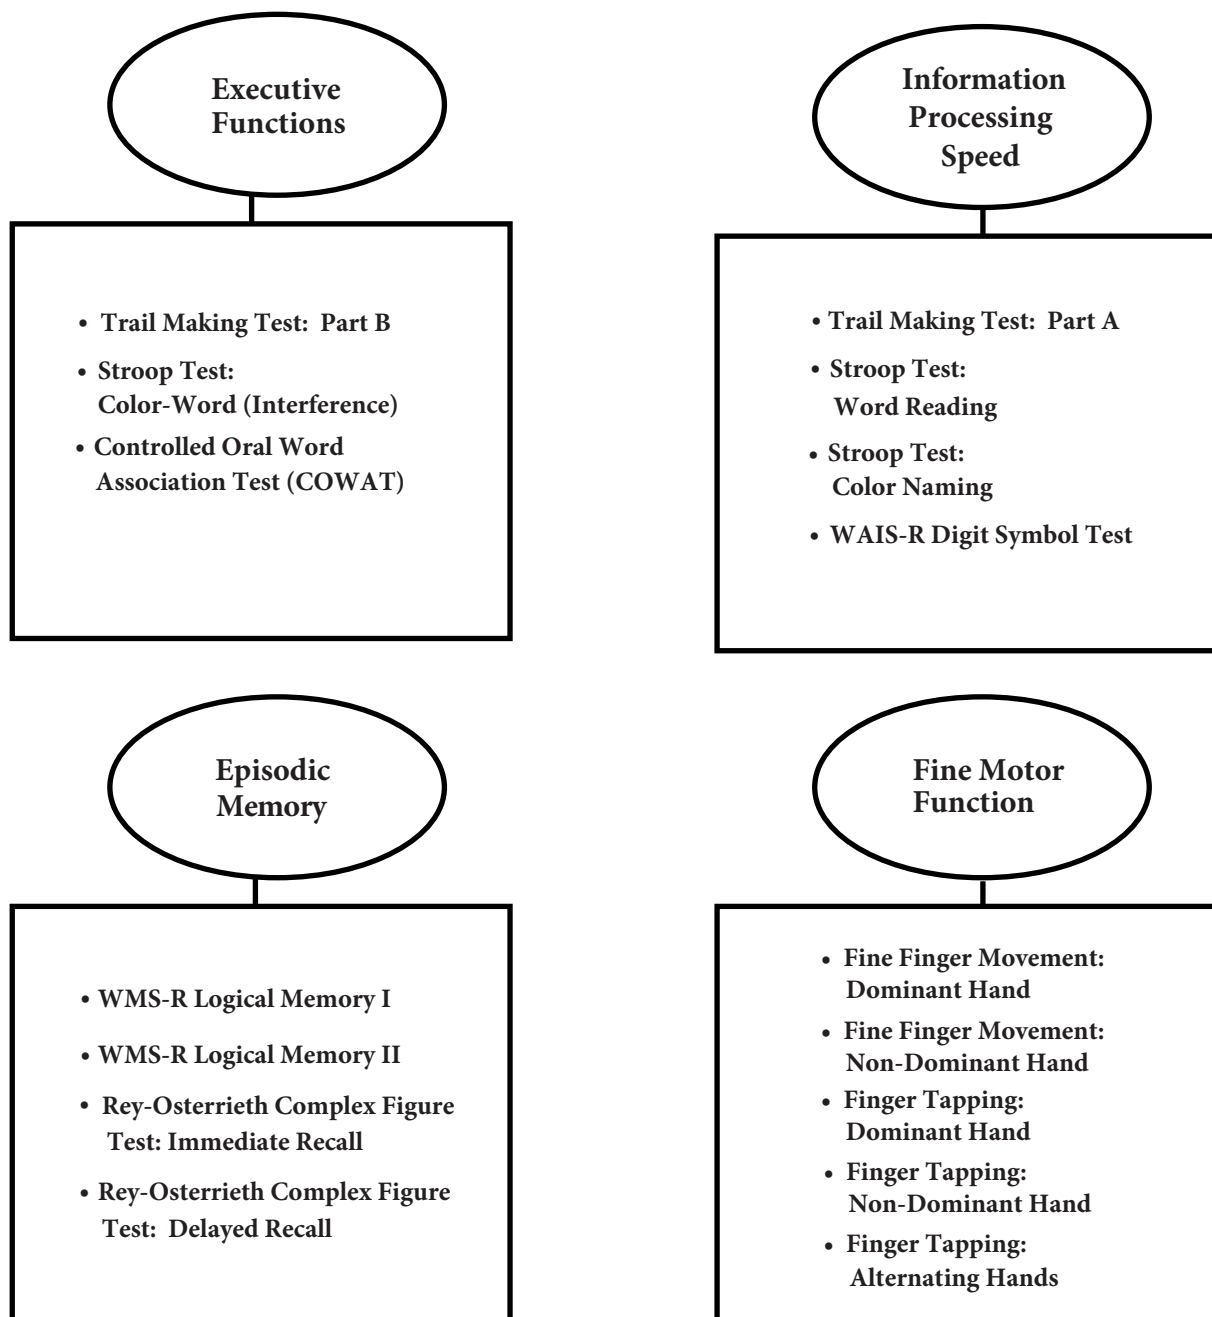 Executive
Functions
• Trail Making Test: Part B
• Stroop Test:
Color-Word (Interference)
• Controlled Oral Word
Association Test (COWAT)
Information
Processing
Speed
• Trail Making Test: Part A
• Stroop Test:
Word Reading
• Stroop Test:
Color Naming
• WAIS-R Digit Symbol Test
Episodic
Memory
• WMS-R Logical Memory I
• WMS-R Logical Memory II
• Rey-Osterrieth Complex Figure
Test: Immediate Recall
• Rey-Osterrieth Complex Figure
Test: Delayed Recall
Fine Motor
Function
• Fine Finger Movement:
Dominant Hand
• Fine Finger Movement:
Non-Dominant Hand
• Finger Tapping:
Dominant Hand
• Finger Tapping:
Non-Dominant Hand
• Finger Tapping:
Alternating Hands